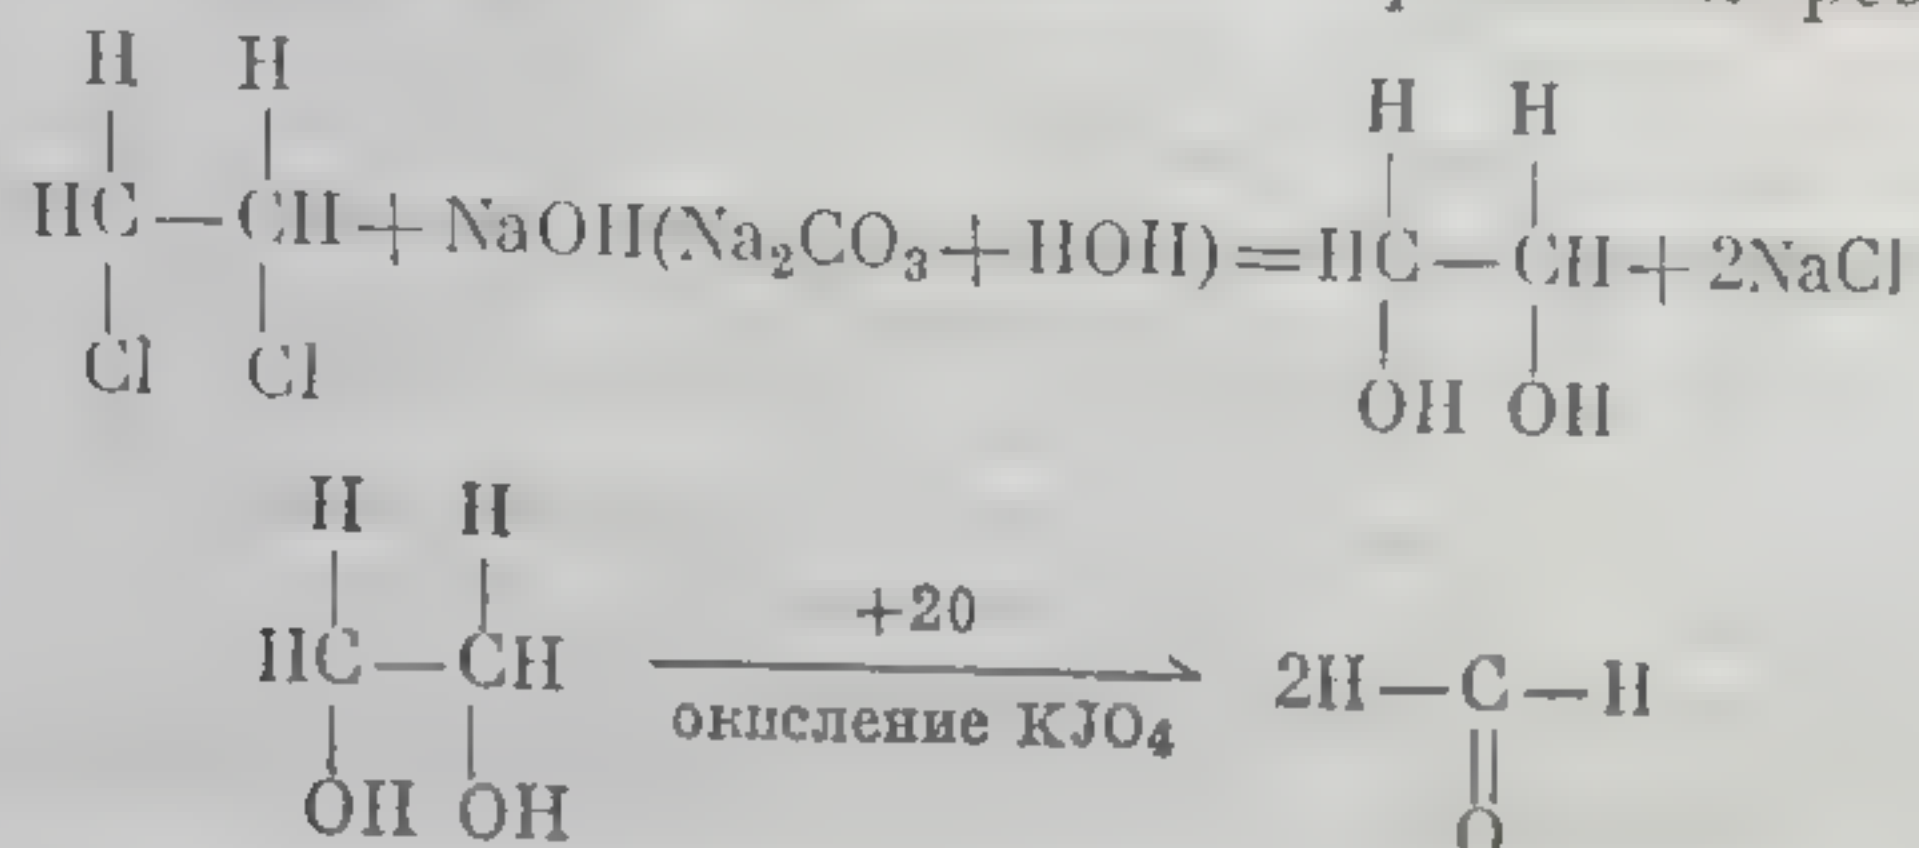 H H
HC—CH + NaOH(Na₂CO₃ + HOH) = HC—CH + 2NaCl
Cl Cl
H H
OH OH
H H
HC—CH
+20
окисление KJO₄
2H—C—H
OH OH
O